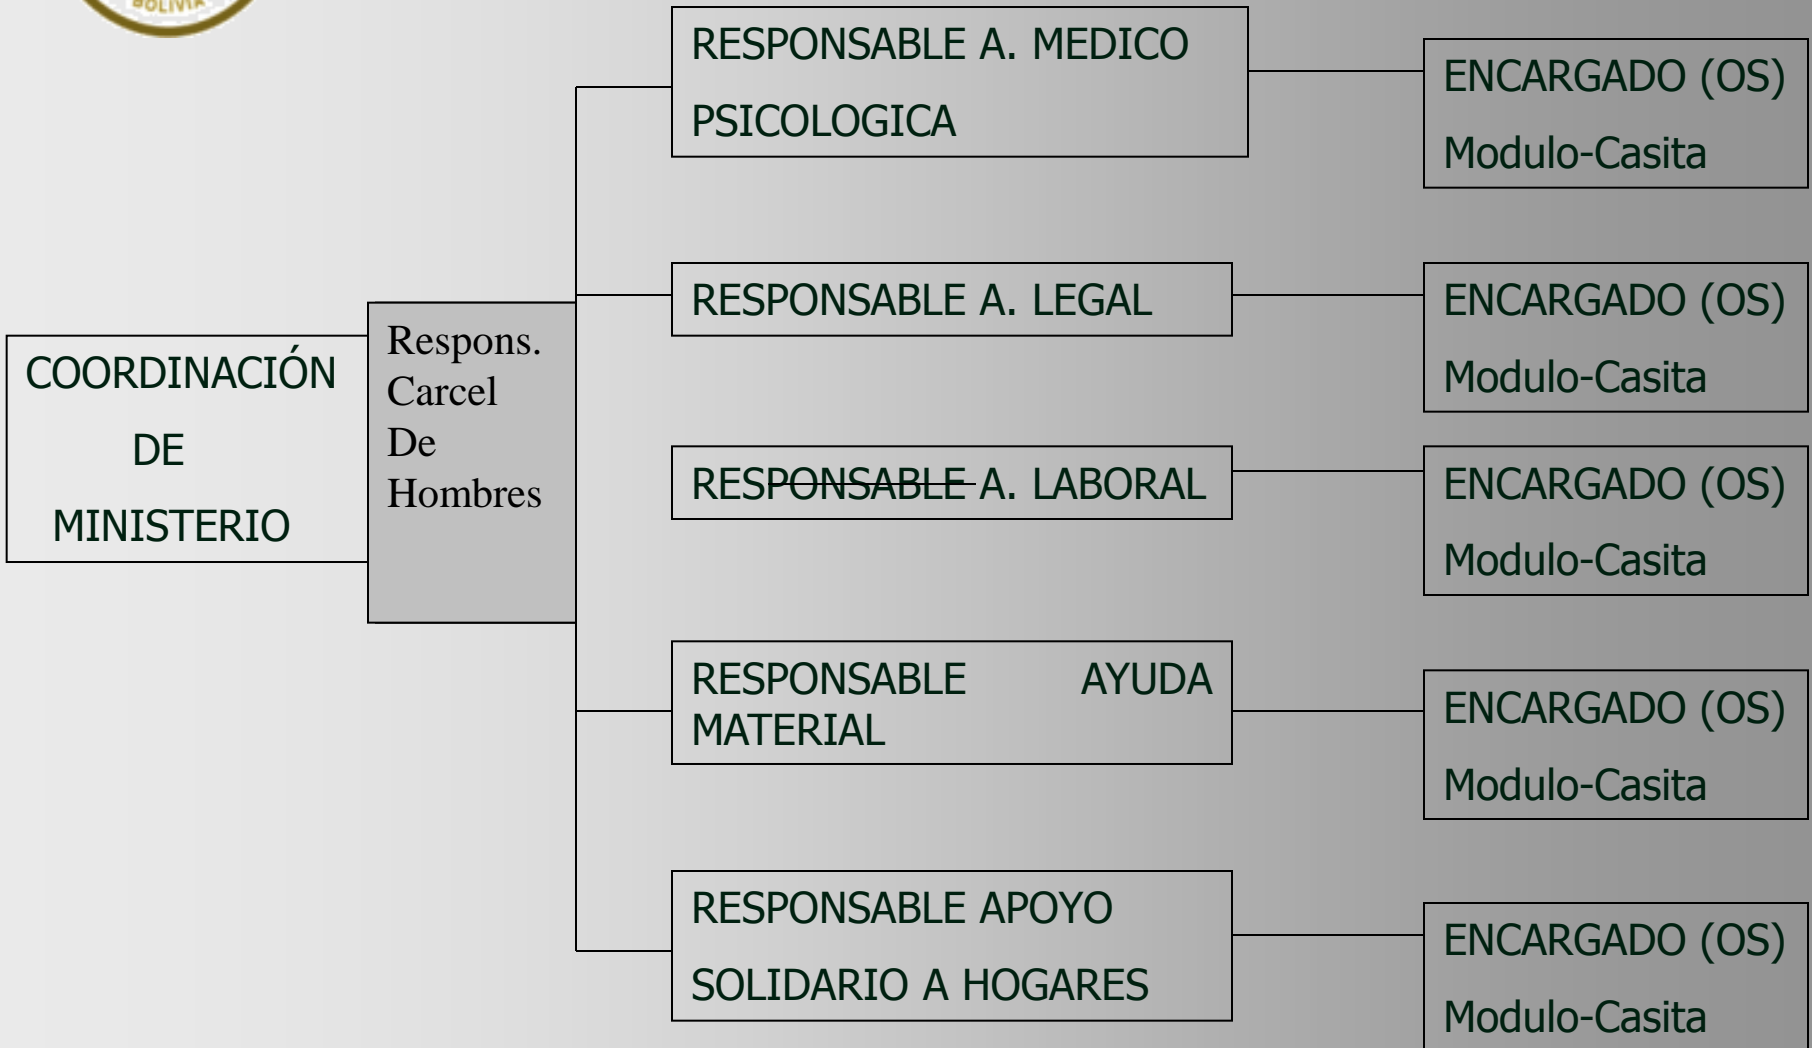 BOLIVIA
RESPONSABLE A. MEDICO
PSICOLOGICA
ENCARGADO (OS)
Modulo-Casita
RESPONSABLE A. LEGAL
ENCARGADO (OS)
Modulo-Casita
COORDINACIÓN
DE
MINISTERIO
Respons.
Carcel
De
Hombres
RESPONSABLE A. LABORAL
ENCARGADO (OS)
Modulo-Casita
RESPONSABLE AYUDA
MATERIAL
ENCARGADO (OS)
Modulo-Casita
RESPONSABLE APOYO
SOLIDARIO A HOGARES
ENCARGADO (OS)
Modulo-Casita